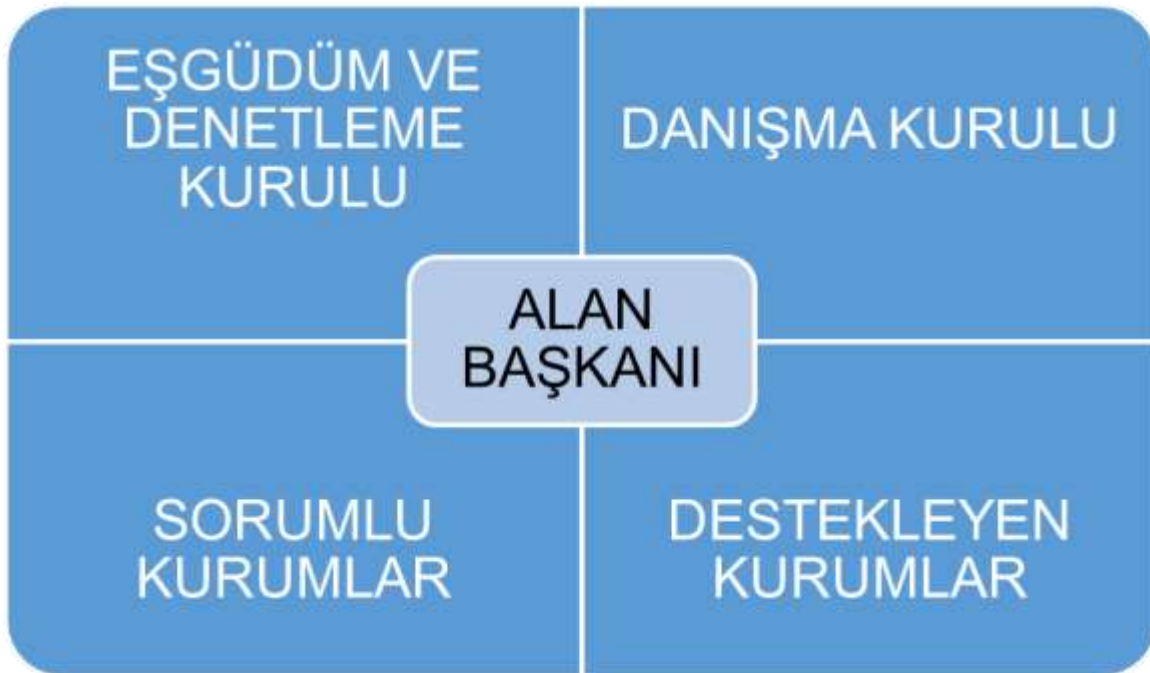 EŞGÜDÜM VE
DENETLEME
KURULU
DANIŞMA KURULU
ALAN
BAŞKANI
SORUMLU
KURUMLAR
DESTEKLEYEN
KURUMLAR